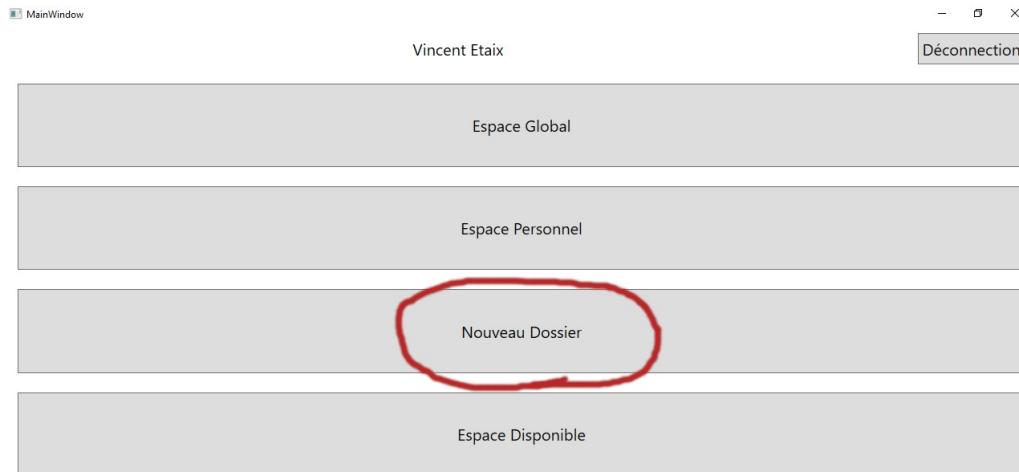 MainWindow
Vincent Etaix
Déconnection
Espace Global
Espace Personnel
Nouveau Dossier
Espace Disponible